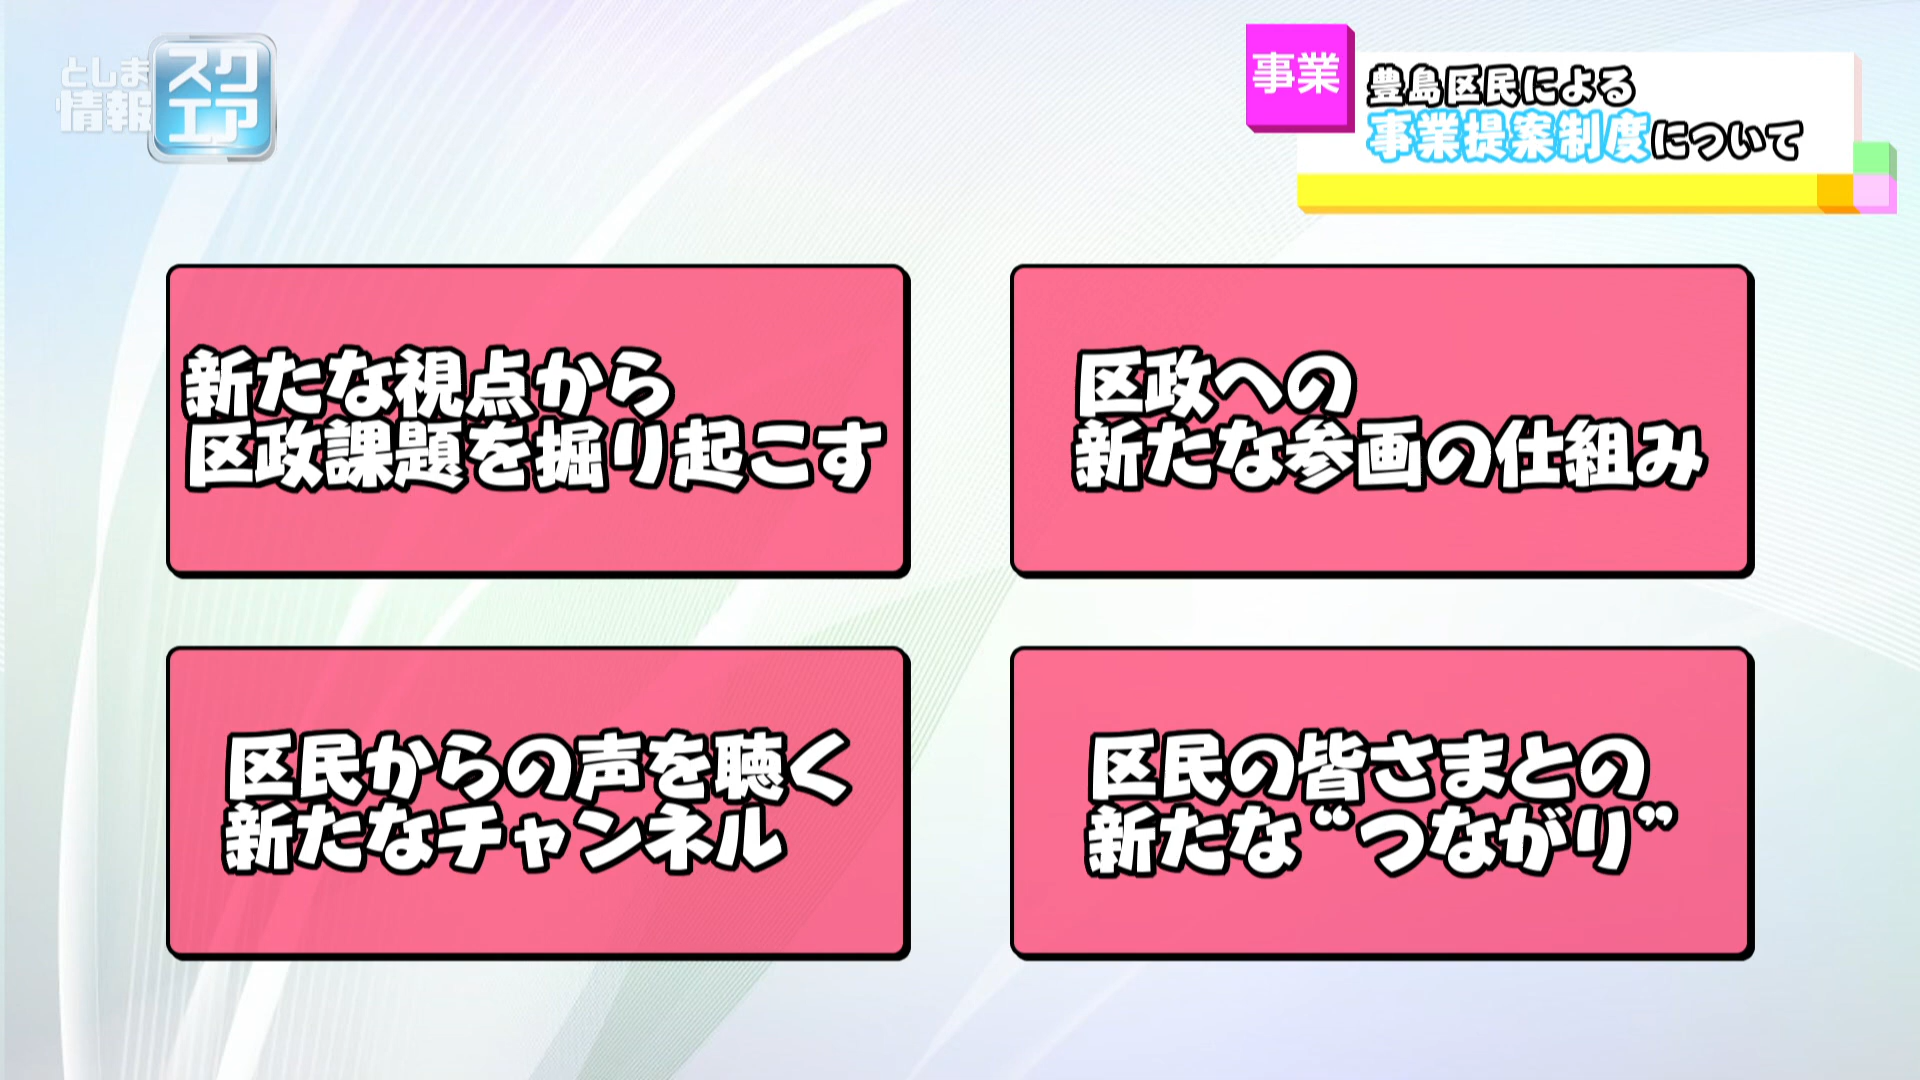 としま
情報
スク
エア
事業
豊島区民による
事業提案制度について
新たな視点から
区政課題を掘り起こす
区政への
新たな参画の仕組み
区民からの声を聴く
新たなチャンネル
区民の皆さまとの
新たな“つながり”